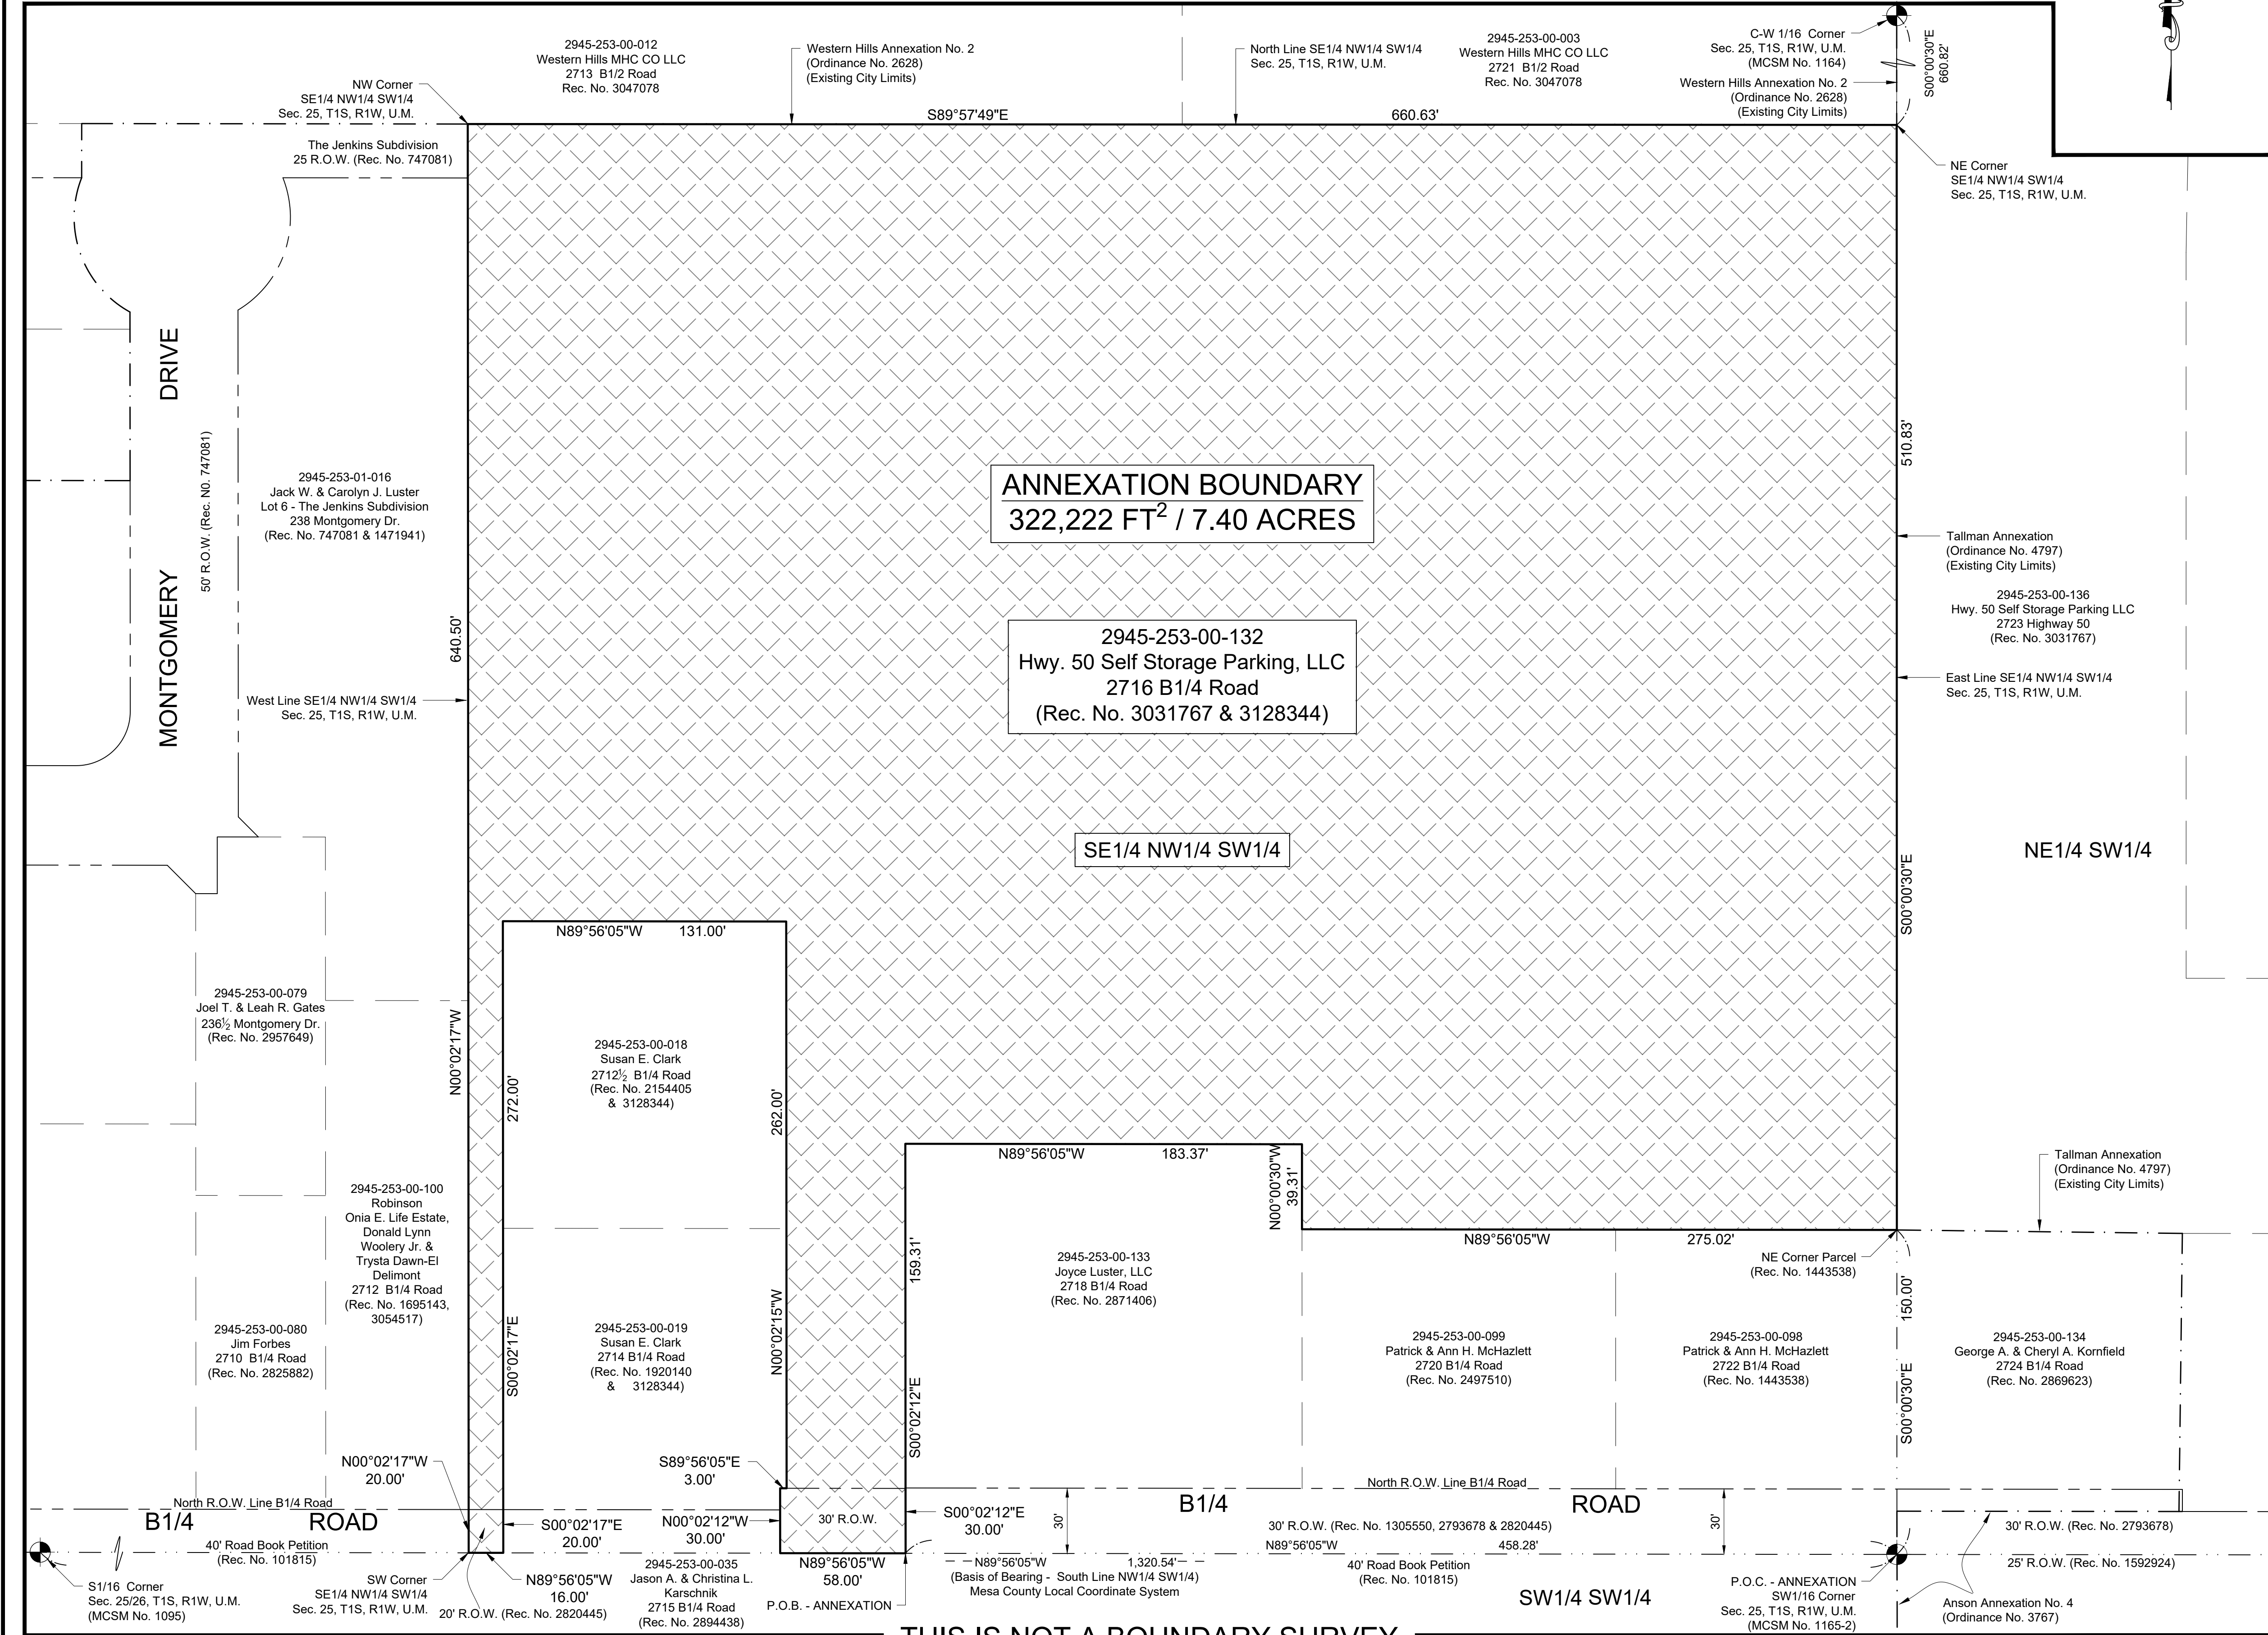 2945-253-00-012
Western Hills MHC CO LLC
2713 B1/2 Road
Rec. No. 3047078
Western Hills Annexation No. 2
(Ordinance No. 2628)
(Existing City Limits)
North Line SE1/4 NW1/4 SW1/4
Sec. 25, T1S, R1W, U.M.
2945-253-00-003
Western Hills MHC CO LLC
2721 B1/2 Road
Rec. No. 3047078
C-W 1/16 Corner
Sec. 25, T1S, R1W, U.M.
(MCSM No. 1164)
Western Hills Annexation No. 2
(Ordinance No. 2628)
(Existing City Limits)
S00°00'30"E
660.82'
NW Corner
SE1/4 NW1/4 SW1/4
Sec. 25, T1S, R1W, U.M.
S89°57'49"E
660.63'
The Jenkins Subdivision
25 R.O.W. (Rec. No. 747081)
NE Corner
SE1/4 NW1/4 SW1/4
Sec. 25, T1S, R1W, U.M.
MONTGOMERY DRIVE
50' R.O.W. (Rec. N0. 747081)
2945-253-01-016
Jack W. & Carolyn J. Luster
Lot 6 - The Jenkins Subdivision
238 Montgomery Dr.
(Rec. No. 747081 & 1471941)
640.50'
West Line SE1/4 NW1/4 SW1/4
Sec. 25, T1S, R1W, U.M.
ANNEXATION BOUNDARY
322,222 FT2 / 7.40 ACRES
2945-253-00-132
Hwy. 50 Self Storage Parking, LLC
2716 B1/4 Road
(Rec. No. 3031767 & 3128344)
SE1/4 NW1/4 SW1/4
510.83'
Tallman Annexation
(Ordinance No. 4797)
(Existing City Limits)
2945-253-00-136
Hwy. 50 Self Storage Parking LLC
2723 Highway 50
(Rec. No. 3031767)
East Line SE1/4 NW1/4 SW1/4
Sec. 25, T1S, R1W, U.M.
NE1/4 SW1/4
S00°00'30"E
N89°56'05"W 131.00'
2945-253-00-079
Joel T. & Leah R. Gates
236½ Montgomery Dr.
(Rec. No. 2957649)
N00°02'17"W
272.00'
2945-253-00-018
Susan E. Clark
2712½ B1/4 Road
(Rec. No. 2154405
& 3128344)
262.00'
N89°56'05"W 183.37'
N00°00'30"W
39.31'
Tallman Annexation
(Ordinance No. 4797)
(Existing City Limits)
2945-253-00-100
Robinson
Onia E. Life Estate,
Donald Lynn
Woolery Jr. &
Trysta Dawn-El
Delimont
2712 B1/4 Road
(Rec. No. 1695143,
3054517)
2945-253-00-080
Jim Forbes
2710 B1/4 Road
(Rec. No. 2825882)
S00°02'17"E
2945-253-00-019
Susan E. Clark
2714 B1/4 Road
(Rec. No. 1920140
& 3128344)
N00°02'15"W
159.31'
S00°02'12"E
2945-253-00-133
Joyce Luster, LLC
2718 B1/4 Road
(Rec. No. 2871406)
N89°56'05"W 275.02'
NE Corner Parcel
(Rec. No. 1443538)
2945-253-00-099
Patrick & Ann H. McHazlett
2720 B1/4 Road
(Rec. No. 2497510)
2945-253-00-098
Patrick & Ann H. McHazlett
2722 B1/4 Road
(Rec. No. 1443538)
150.00'
S00°00'30"E
2945-253-00-134
George A. & Cheryl A. Kornfield
2724 B1/4 Road
(Rec. No. 2869623)
N00°02'17"W
20.00'
S89°56'05"E
3.00'
North R.O.W. Line B1/4 Road
North R.O.W. Line B1/4 Road
B1/4 ROAD
40' Road Book Petition
(Rec. No. 101815)
S00°02'17"E
20.00'
N00°02'12"W
30.00'
30' R.O.W.
S00°02'12"E
30.00'
30'
B1/4 ROAD
30' R.O.W. (Rec. No. 1305550, 2793678 & 2820445)
30'
N89°56'05"W 458.28'
30' R.O.W. (Rec. No. 2793678)
25' R.O.W. (Rec. No. 1592924)
S1/16 Corner
Sec. 25/26, T1S, R1W, U.M.
(MCSM No. 1095)
SW Corner
SE1/4 NW1/4 SW1/4
Sec. 25, T1S, R1W, U.M.
N89°56'05"W
16.00'
20' R.O.W. (Rec. No. 2820445)
2945-253-00-035
Jason A. & Christina L.
Karschnik
2715 B1/4 Road
(Rec. No. 2894438)
N89°56'05"W
58.00'
P.O.B. - ANNEXATION
N89°56'05"W 1,320.54'
(Basis of Bearing - South Line NW1/4 SW1/4)
Mesa County Local Coordinate System
40' Road Book Petition
(Rec. No. 101815)
SW1/4 SW1/4
P.O.C. - ANNEXATION
SW1/16 Corner
Sec. 25, T1S, R1W, U.M.
(MCSM No. 1165-2)
Anson Annexation No. 4
(Ordinance No. 3767)
THIS IS NOT A BOUNDARY SURVEY